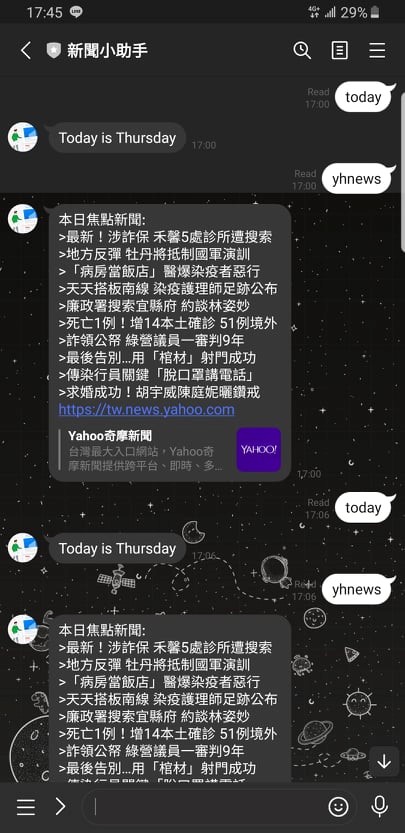 17:45
LINE
4G+
29%
新聞小助手
Read
17:00
today
Today is Thursday
17:00
Read
17:00
yhnews
本日焦點新聞:
>最新！涉詐保 禾馨5處診所遭搜索
>地方反彈 牡丹將抵制國軍演訓
>「病房當飯店」醫爆染疫者惡行
>天天搭板南線 染疫護理師足跡公布
>廉政署搜索宜縣府 約談林姿妙
>死亡1例！增14本土確診 51例境外
>詐領公帑 綠營議員一審判9年
>最後告別...用「棺材」射門成功
>傳染行員關鍵「脫口罩講電話」
>求婚成功！胡宇威陳庭妮曬鑽戒
https://tw.news.yahoo.com
Yahoo奇摩新聞
台灣最大入口網站，Yahoo奇
摩新聞提供跨平台、即時、多...
YAHOO!
17:00
Read
17:06
today
Today is Thursday
17:06
Read
17:06
yhnews
本日焦點新聞:
>最新！涉詐保 禾馨5處診所遭搜索
>地方反彈 牡丹將抵制國軍演訓
>「病房當飯店」醫爆染疫者惡行
>天天搭板南線 染疫護理師足跡公布
>廉政署搜索宜縣府 約談林姿妙
>死亡1例！增14本土確診 51例境外
>詐領公帑 綠營議員一審判9年
>最後告別...用「棺材」射門成功
>傳染行員關鍵「脫口罩講電話」